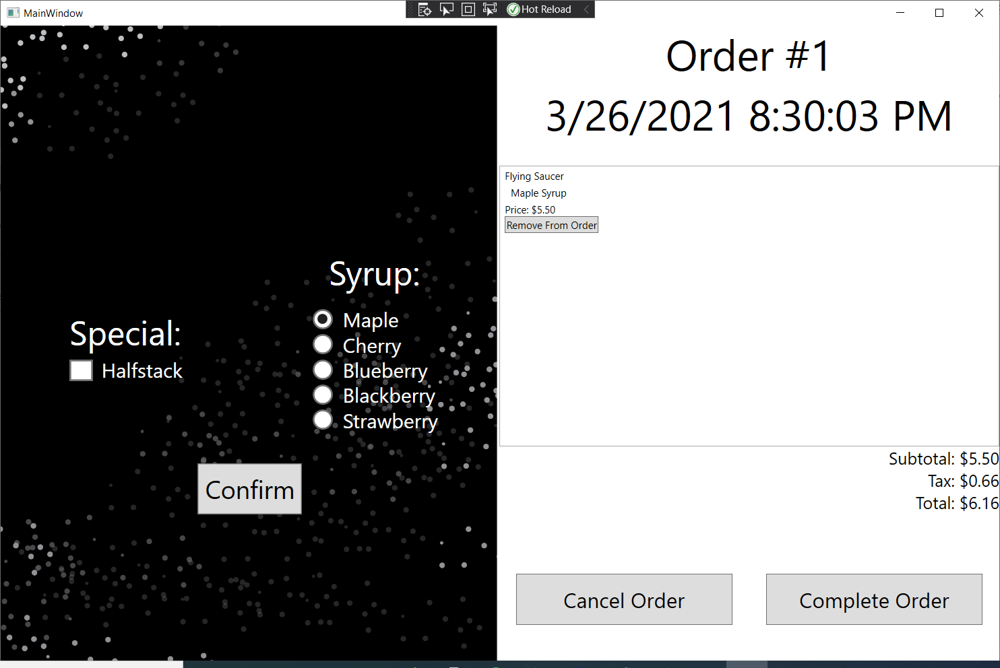 MainWindow
Hot Reload
Special:
Halfstack
Syrup:
Maple
Cherry
Blueberry
Blackberry
Strawberry
Confirm
Order #1
3/26/2021 8:30:03 PM
Flying Saucer
Maple Syrup
Price: $5.50
Remove From Order
Subtotal: $5.50
Tax: $0.66
Total: $6.16
Cancel Order
Complete Order